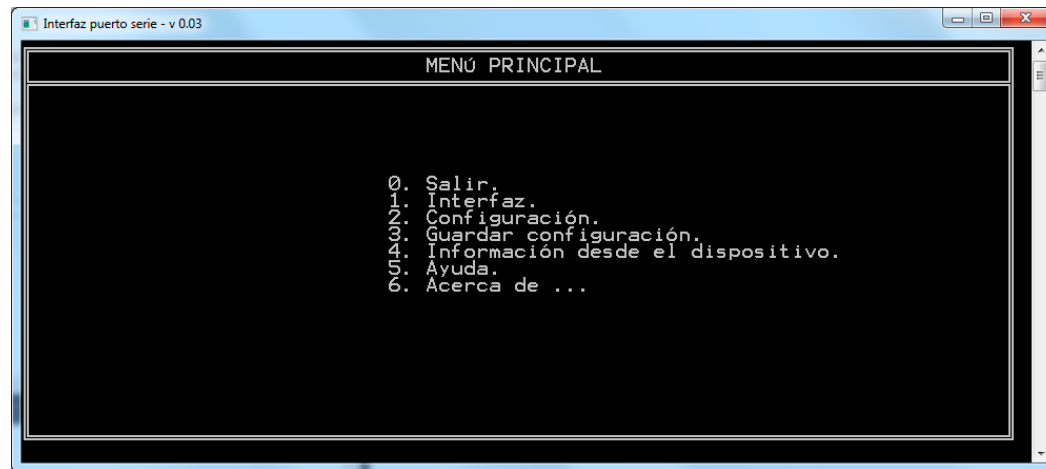 Interfaz puerto serie - v 0.03
MENú PRINCIPAL
0. Salir.
1. Interfaz.
2. Configuración.
3. Guardar configuración.
4. Información desde el dispositivo.
5. Ayuda.
6. Acerca de ...